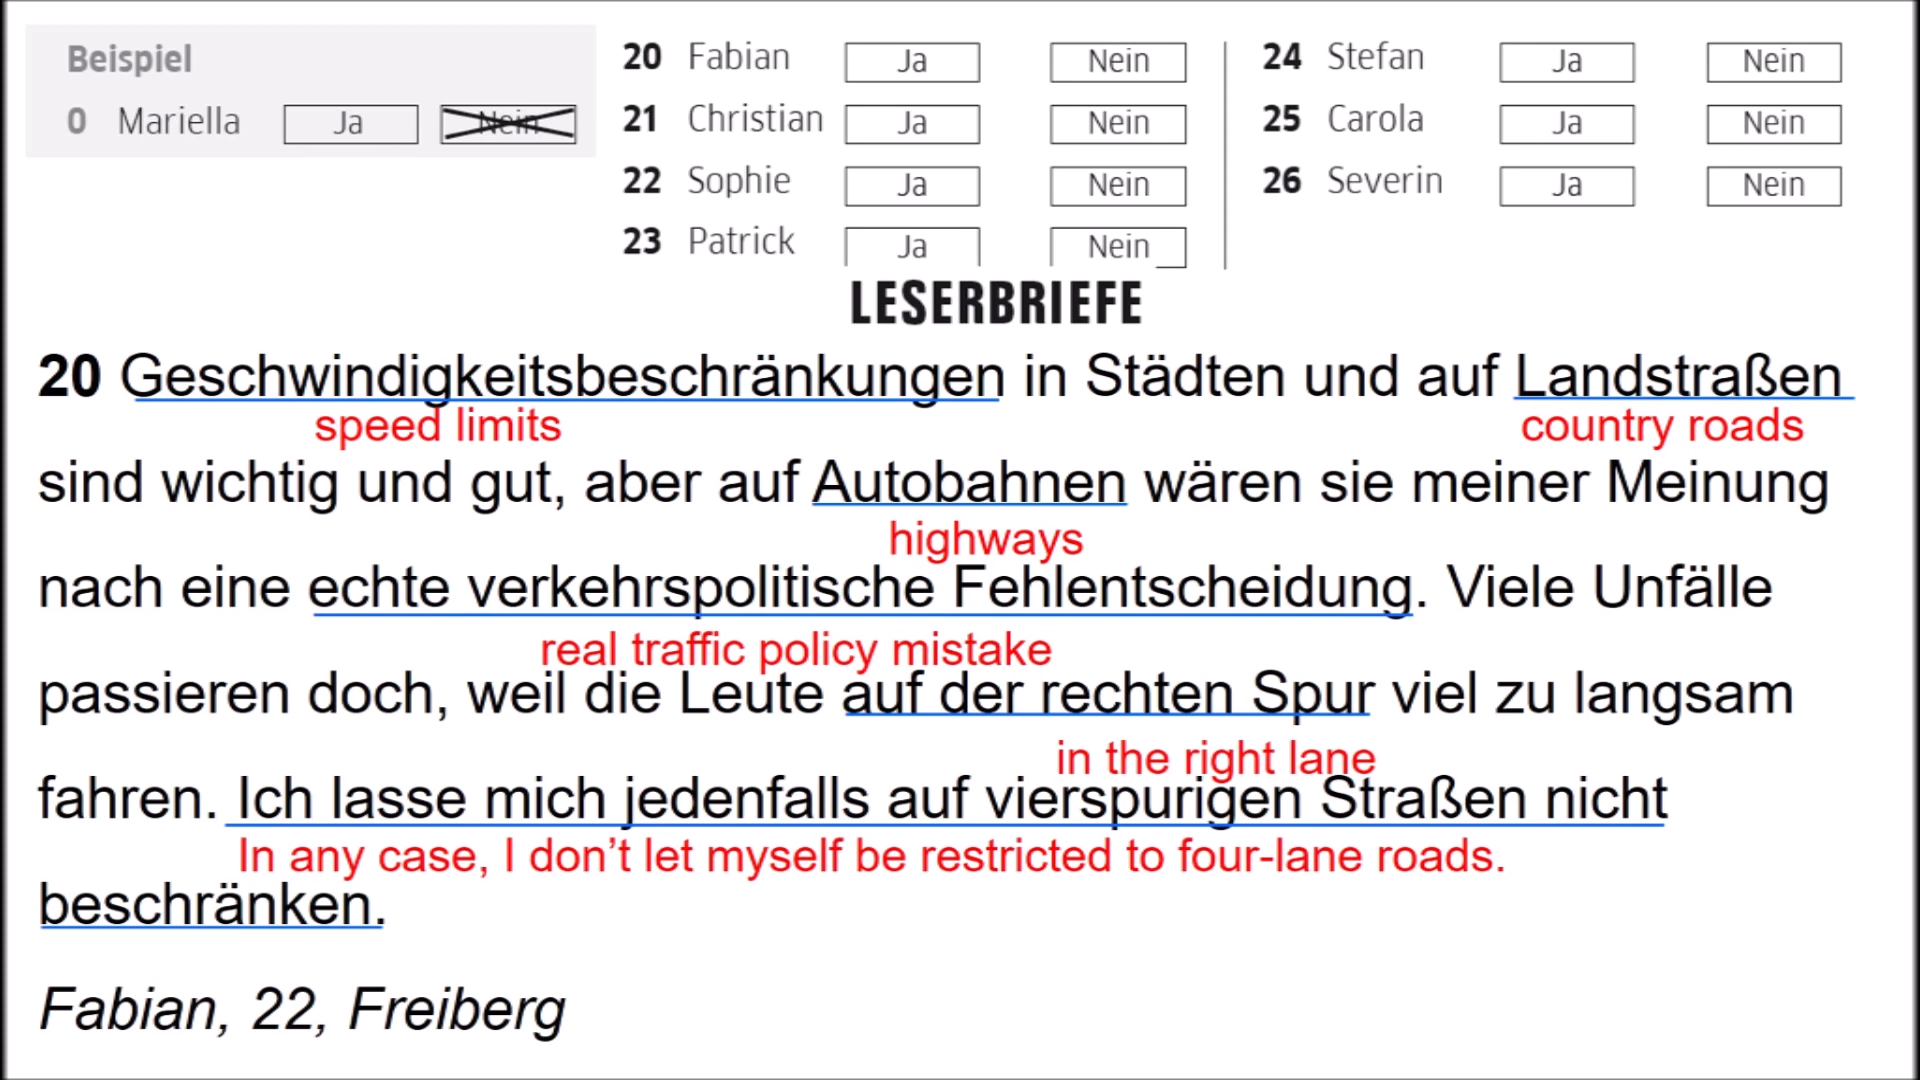 Beispiel
0 Mariella Ja Nein
20 Fabian Ja Nein
21 Christian Ja Nein
22 Sophie Ja Nein
23 Patrick Ja Nein
24 Stefan Ja Nein
25 Carola Ja Nein
26 Severin Ja Nein
LESERBRIEFE
20 Geschwindigkeitsbeschränkungen in Städten und auf Landstraßen
speed limits country roads
sind wichtig und gut, aber auf Autobahnen wären sie meiner Meinung
highways
nach eine echte verkehrspolitische Fehlentscheidung. Viele Unfälle
real traffic policy mistake
passieren doch, weil die Leute auf der rechten Spur viel zu langsam
in the right lane
fahren. Ich lasse mich jedenfalls auf vierspurigen Straßen nicht
In any case, I don’t let myself be restricted to four-lane roads.
beschränken.
Fabian, 22, Freiberg